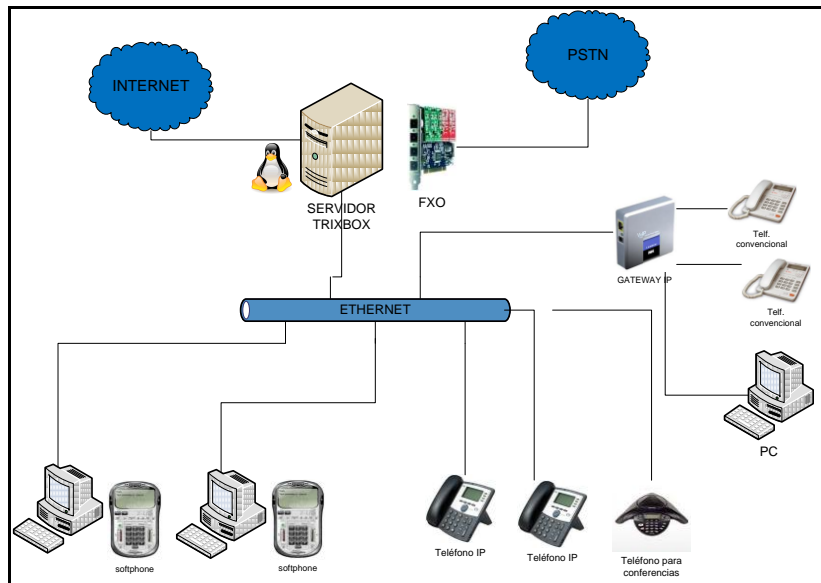 INTERNET
PSTN
SERVIDOR
TRIXBOX
FXO
Telf.
convencional
GATEWAY IP
Telf.
convencional
ETHERNET
PC
softphone
softphone
Teléfono IP
Teléfono IP
Teléfono para
conferencias